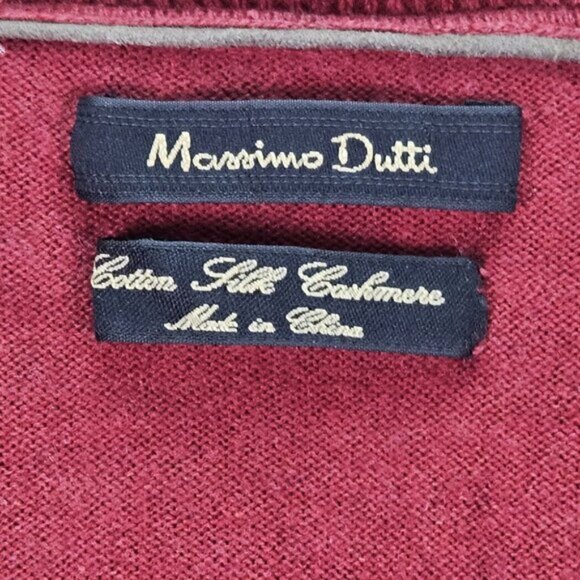 Massimo Dutti
Cotton Silk Cashmere
Made in China